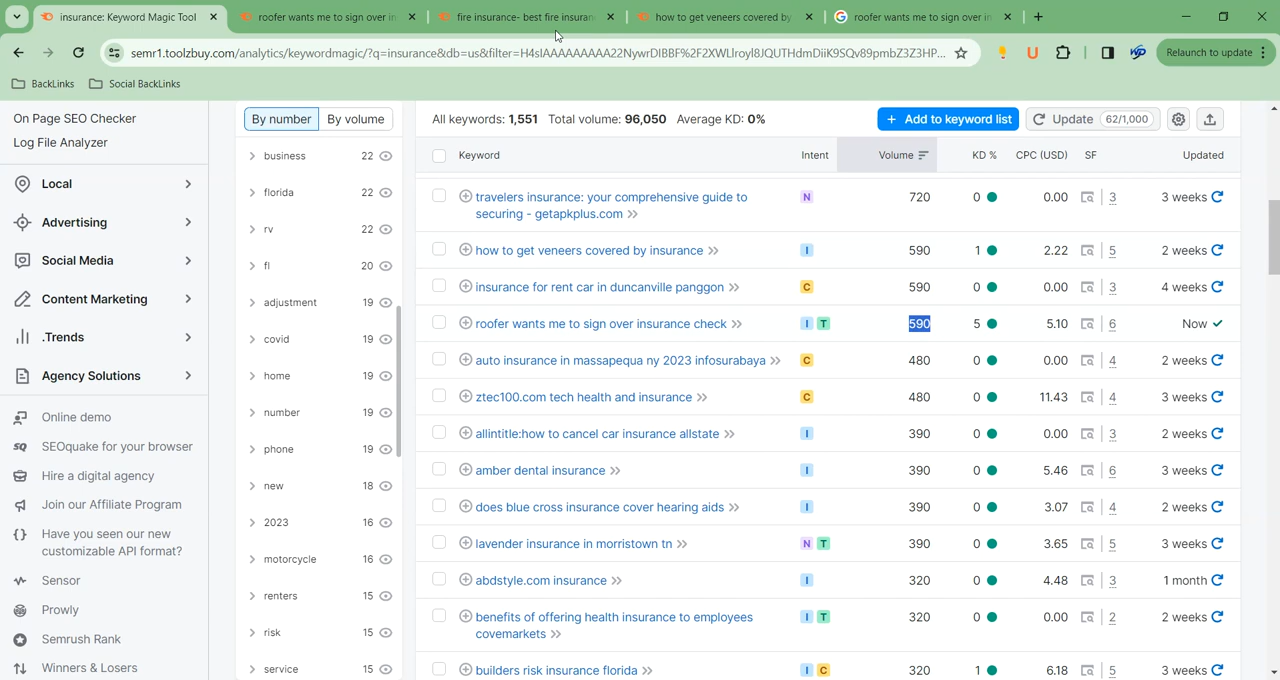 insurance: Keyword Magic Tool
roofer wants me to sign over in
fire insurance- best fire insuran
how to get veneers covered by
roofer wants me to sign over in
semr1.toolzbuy.com/analytics/keywordmagic/?q=insurance&db=us&filter=H4sIAAAAAAAA22NywrDIBBF%2F2XWLlroyl8JQUTHdmDiiK9SQv89pmbZ3Z3HP...
Relaunch to update
BackLinks
Social BackLinks
On Page SEO Checker
Log File Analyzer
Local
Advertising
Social Media
Content Marketing
.Trends
Agency Solutions
Online demo
SEOquake for your browser
Hire a digital agency
Join our Affiliate Program
Have you seen our new
customizable API format?
Sensor
Prowly
Semrush Rank
Winners & Losers
By number By volume
business 22
florida 22
rv 22
fl 20
adjustment 19
covid 19
home 19
number 19
phone 19
new 18
2023 16
motorcycle 16
renters 15
risk 15
service 15
All keywords: 1,551 Total volume: 96,050 Average KD: 0%
+ Add to keyword list
Update 62/1,000
Keyword Intent Volume KD % CPC (USD) SF Updated
travelers insurance: your comprehensive guide to
securing - getapkplus.com N 720 0 0.00 3 3 weeks
how to get veneers covered by insurance I 590 1 2.22 5 2 weeks
insurance for rent car in duncanville panggon C 590 0 0.00 3 4 weeks
roofer wants me to sign over insurance check I T 590 5 5.10 6 Now
auto insurance in massapequa ny 2023 infosurabaya C 480 0 0.00 4 2 weeks
ztec100.com tech health and insurance C 480 0 11.43 4 3 weeks
allintitle:how to cancel car insurance allstate I 390 0 0.00 3 2 weeks
amber dental insurance I 390 0 5.46 6 3 weeks
does blue cross insurance cover hearing aids I 390 0 3.07 4 2 weeks
lavender insurance in morristown tn N T 390 0 3.65 5 3 weeks
abdstyle.com insurance I 320 0 4.48 3 1 month
benefits of offering health insurance to employees
covemarkets I T 320 0 0.00 2 2 weeks
builders risk insurance florida I C 320 1 6.18 5 3 weeks